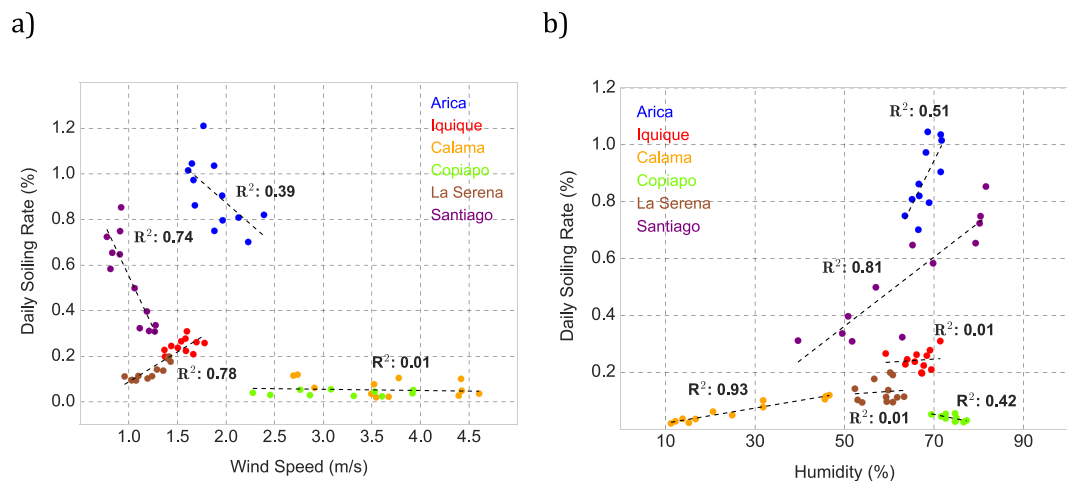 a)
b)
Daily Soiling Rate (%)
1.2
1.0
0.8
0.6
0.4
0.2
0.0
Arica
Iquique
Calama
Copiapo
La Serena
Santiago
R²: 0.39
R²: 0.74
R²: 0.78
R²: 0.01
1.0 1.5 2.0 2.5 3.0 3.5 4.0 4.5
Wind Speed (m/s)
Daily Soiling Rate (%)
1.2
1.0
0.8
0.6
0.4
0.2
Arica
Iquique
Calama
Copiapo
La Serena
Santiago
R²: 0.51
R²: 0.81
R²: 0.01
R²: 0.93
R²: 0.42
R²: 0.01
10 30 50 70 90
Humidity (%)